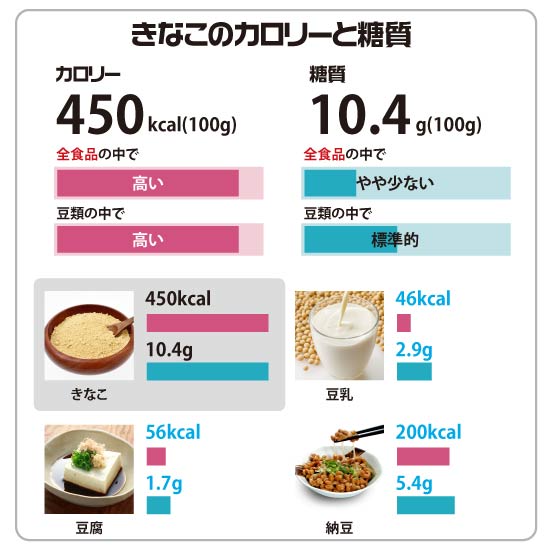 きなこのカロリーと糖質
カロリー
450 kcal(100g)
全食品の中で
高い
豆類の中で
高い
糖質
10.4 g(100g)
全食品の中で
やや少ない
豆類の中で
標準的
450kcal
10.4g
きなこ
46kcal
2.9g
豆乳
56kcal
1.7g
豆腐
200kcal
5.4g
納豆